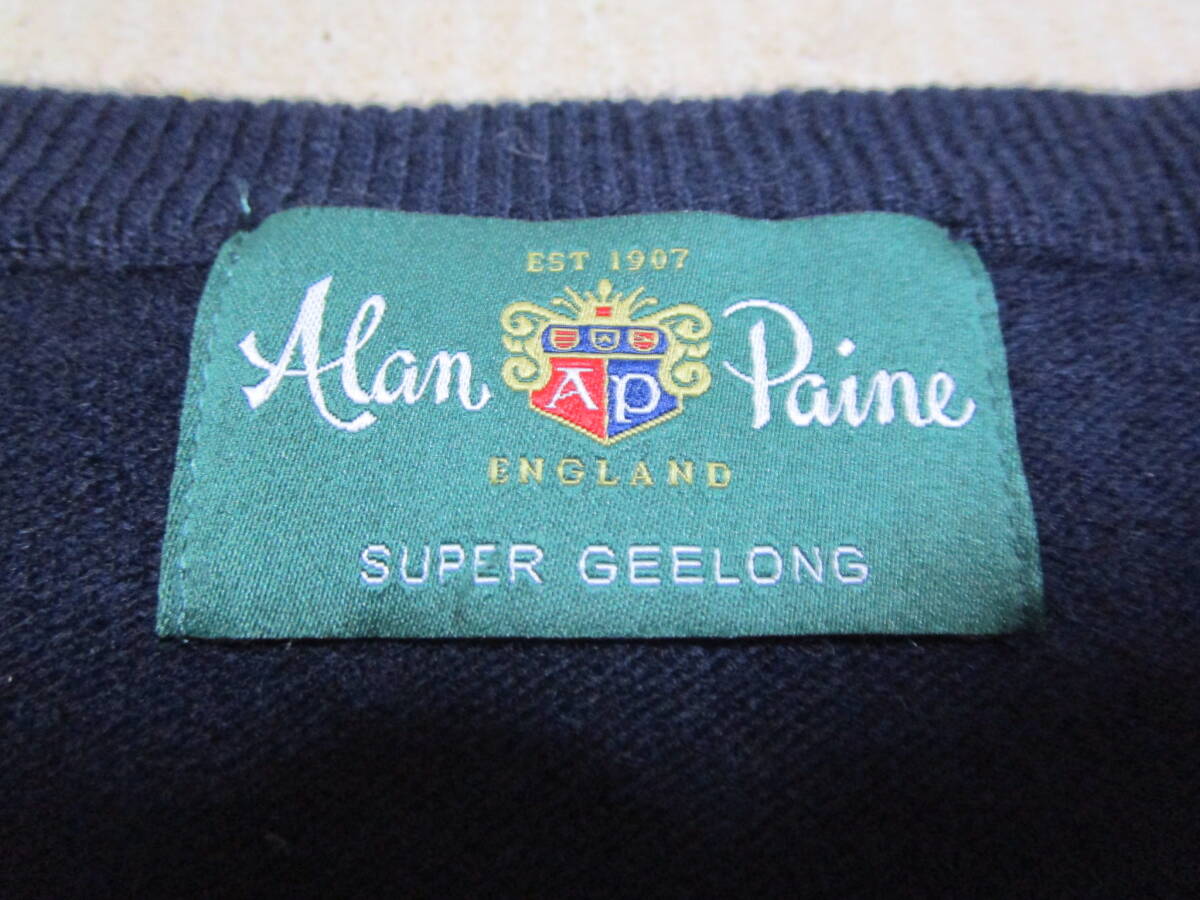 EST 1907
Alan AP Paine
ENGLAND
SUPER GEELONG